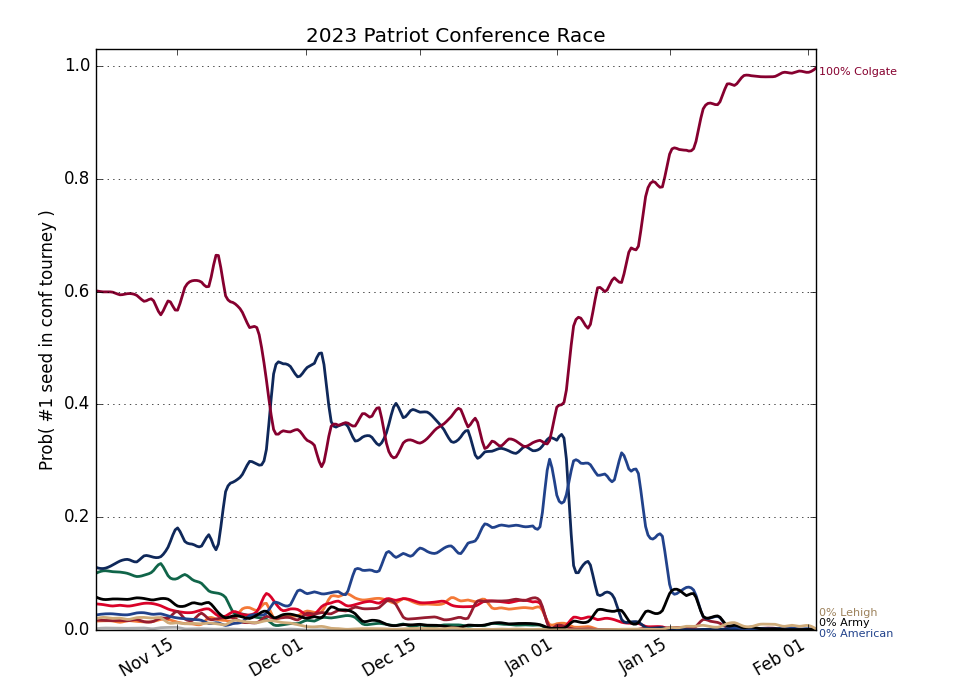 2023 Patriot Conference Race
Prob( #1 seed in conf tourney )
1.0
0.8
0.6
0.4
0.2
0.0
100% Colgate
0% Lehigh
0% Army
0% American
Nov 15
Dec 01
Dec 15
Jan 01
Jan 15
Feb 01